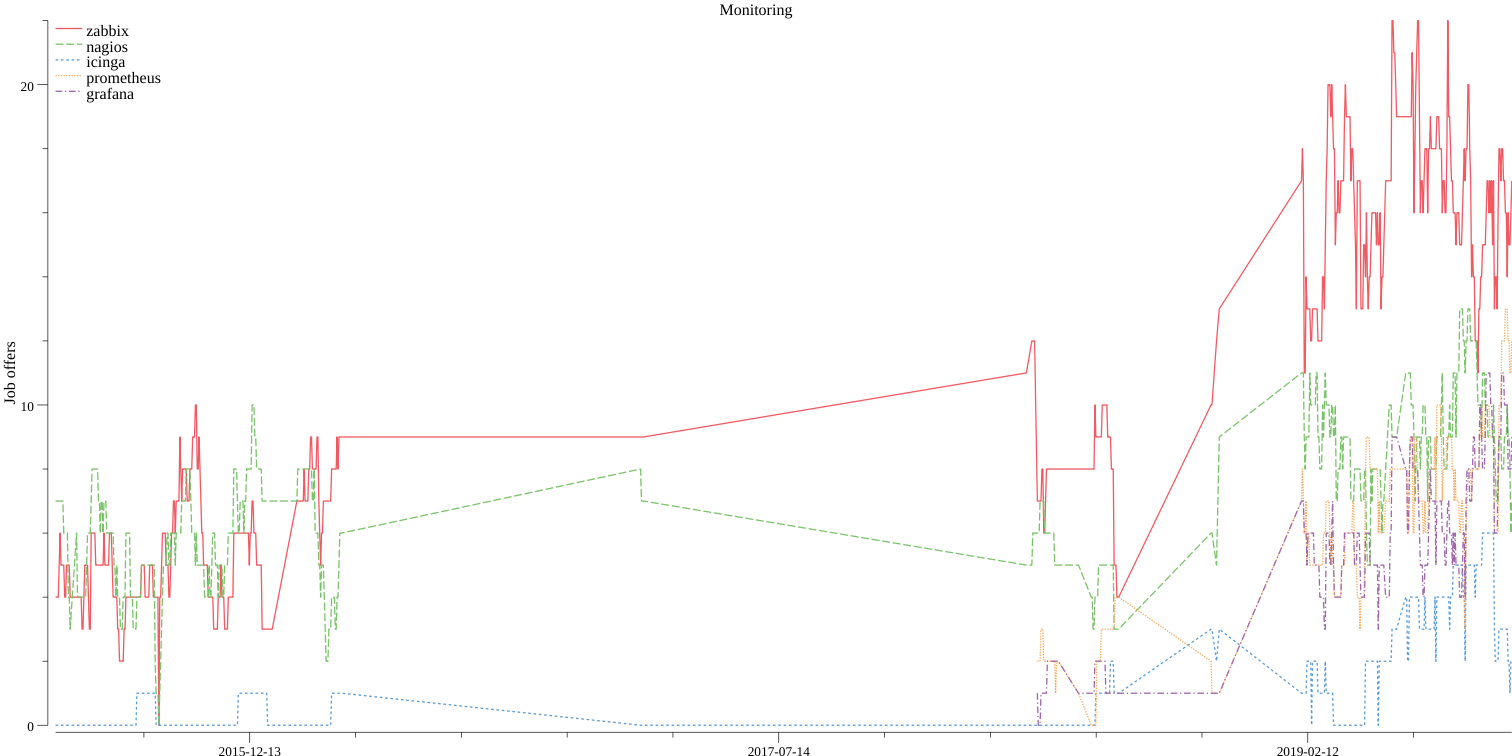 Monitoring
zabbix
nagios
icinga
prometheus
grafana
20
10
0
Job offers
2015-12-13
2017-07-14
2019-02-12